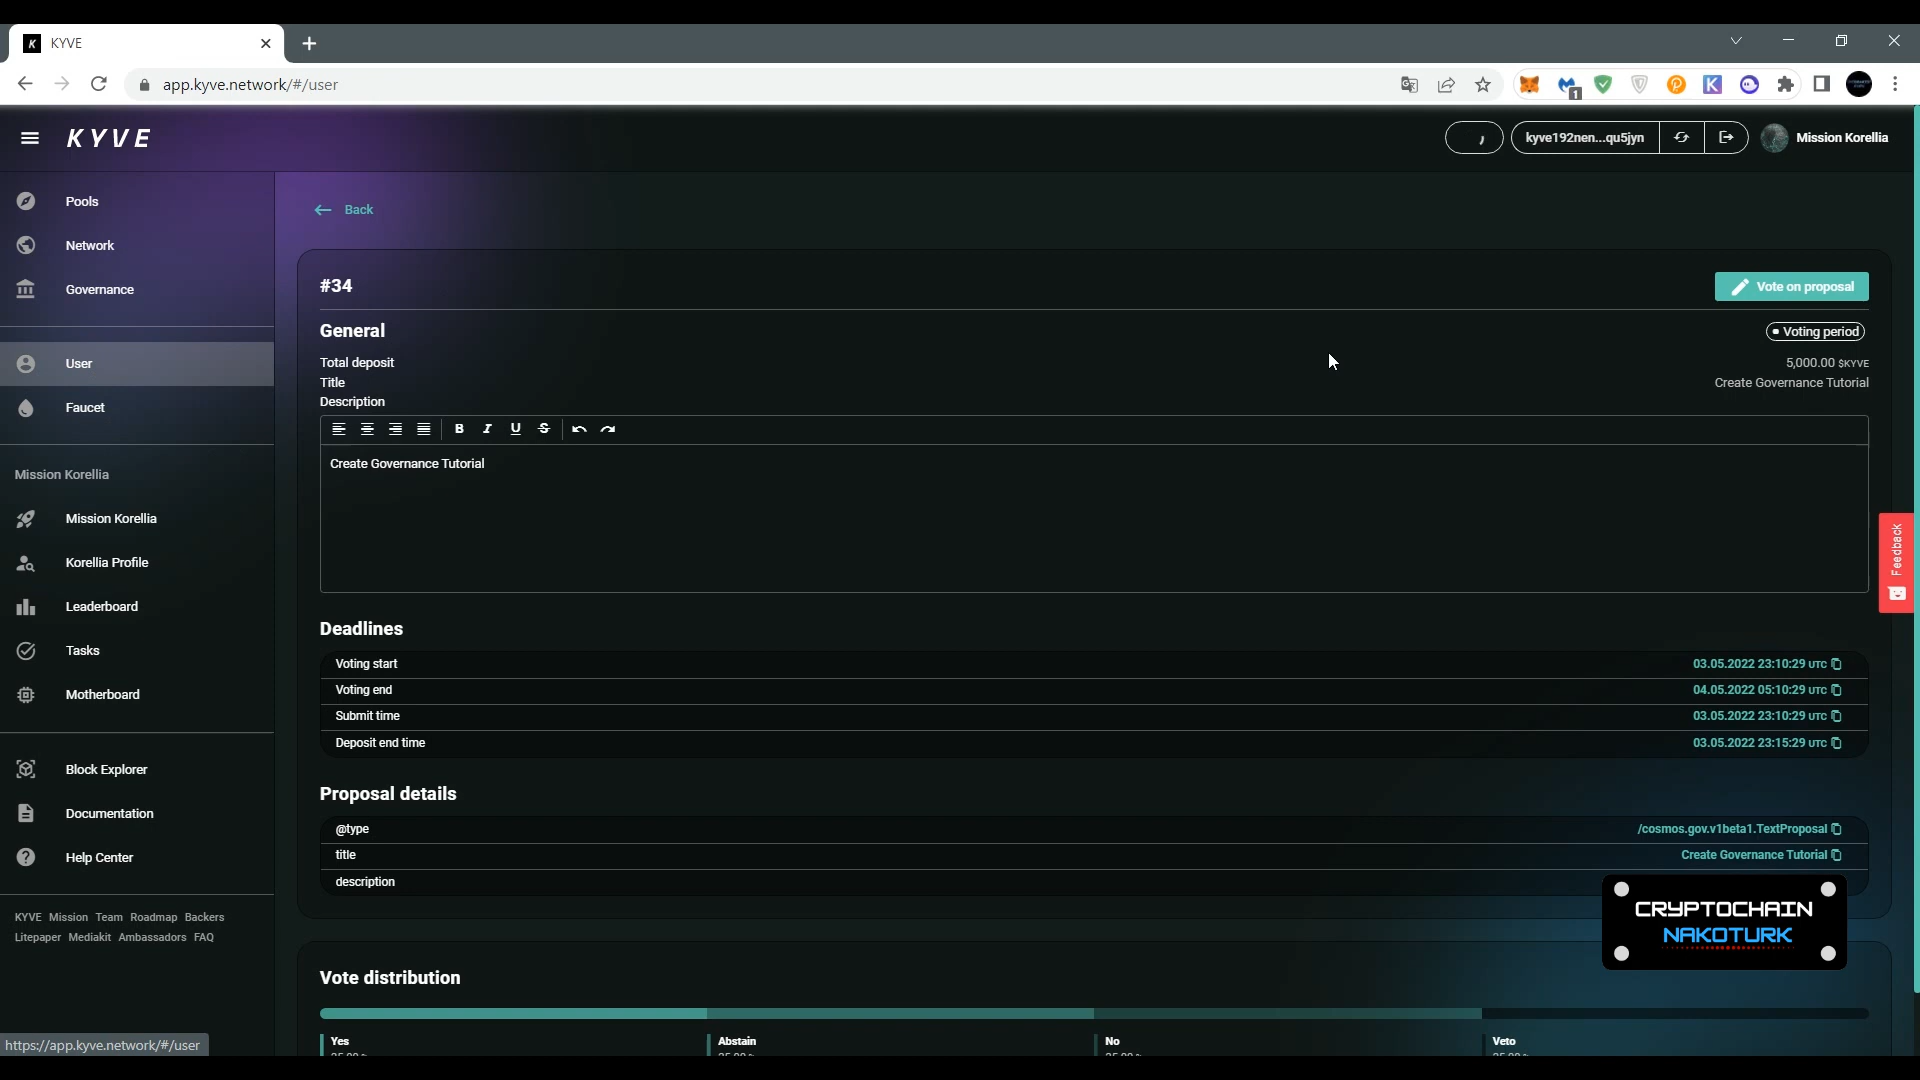 KYVE
app.kyve.network/#/user
1
KYVE
kyve192nen...qu5jyn
Mission Korellia
Pools
Network
Governance
User
Faucet
Mission Korellia
Mission Korellia
Korellia Profile
Leaderboard
Tasks
Motherboard
Block Explorer
Documentation
Help Center
KYVE Mission Team Roadmap Backers
Litepaper Mediakit Ambassadors FAQ
https://app.kyve.network/#/user
Back
#34
Vote on proposal
General
Voting period
Total deposit 5,000.00 $KYVE
Title Create Governance Tutorial
Description
B I U S
Create Governance Tutorial
Deadlines
Voting start 03.05.2022 23:10:29 UTC
Voting end 04.05.2022 05:10:29 UTC
Submit time 03.05.2022 23:10:29 UTC
Deposit end time 03.05.2022 23:15:29 UTC
Proposal details
@type /cosmos.gov.v1beta1.TextProposal
title Create Governance Tutorial
description
Vote distribution
Yes Abstain No Veto
Feedback
CRYPTOCHAIN
NAKOTURK